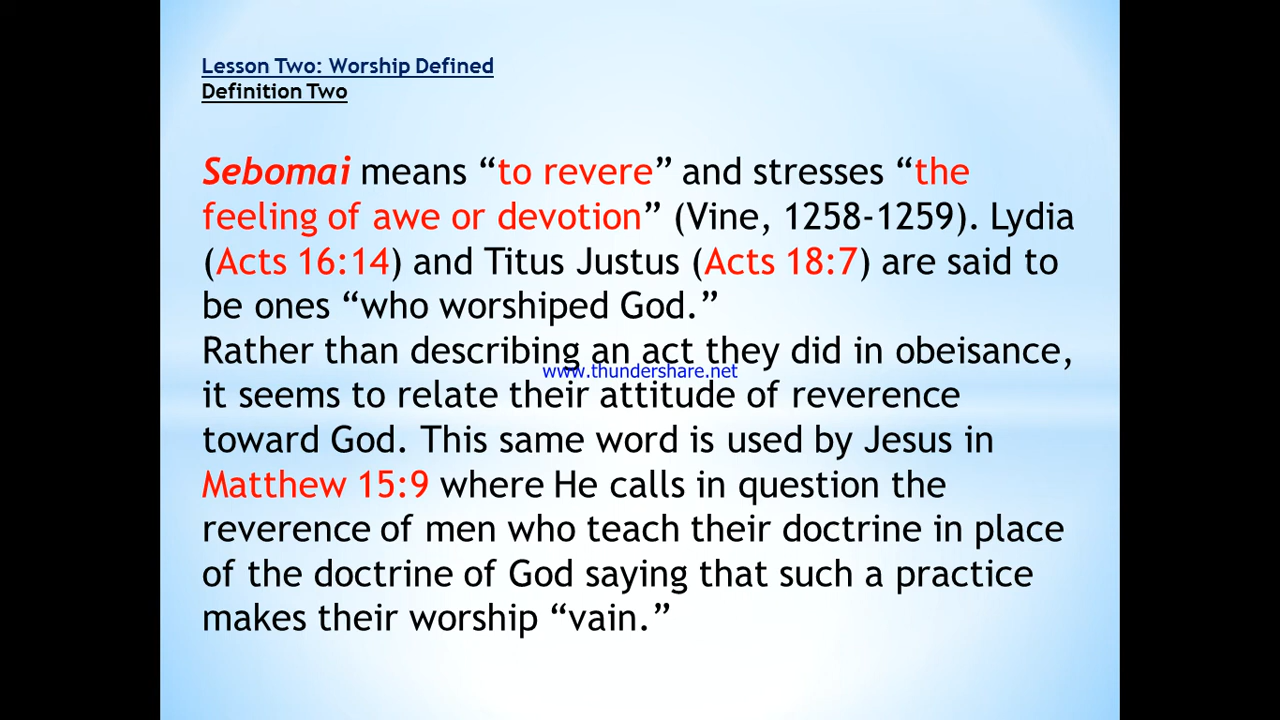 Lesson Two: Worship Defined
Definition Two
Sebomai means “to revere” and stresses “the
feeling of awe or devotion” (Vine, 1258-1259). Lydia
(Acts 16:14) and Titus Justus (Acts 18:7) are said to
be ones “who worshiped God.”
Rather than describing an act they did in obeisance,
www.thundershare.net
it seems to relate their attitude of reverence
toward God. This same word is used by Jesus in
Matthew 15:9 where He calls in question the
reverence of men who teach their doctrine in place
of the doctrine of God saying that such a practice
makes their worship “vain.”